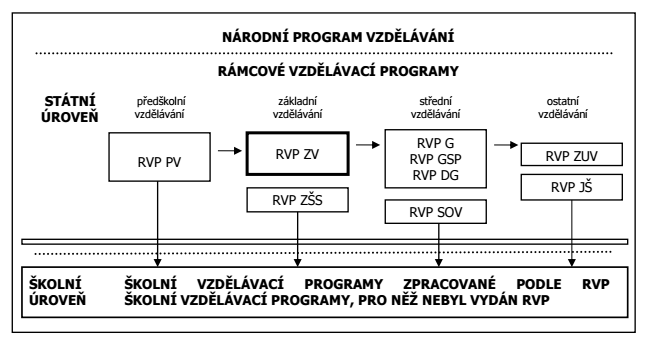 NÁRODNÍ PROGRAM VZDĚLÁVÁNÍ
RÁMCOVÉ VZDĚLÁVACÍ PROGRAMY
STÁTNÍ
ÚROVEŇ
předškolní
vzdělávání
základní
vzdělávání
střední
vzdělávání
ostatní
vzdělávání
RVP PV
RVP ZV
RVP G
RVP GSP
RVP DG
RVP ZUV
RVP ZŠS
RVP SOV
RVP JŠ
ŠKOLNÍ ŠKOLNÍ VZDĚLÁVACÍ PROGRAMY ZPRACOVANÉ PODLE RVP
ÚROVEŇ ŠKOLNÍ VZDĚLÁVACÍ PROGRAMY, PRO NĚŽ NEBYL VYDÁN RVP